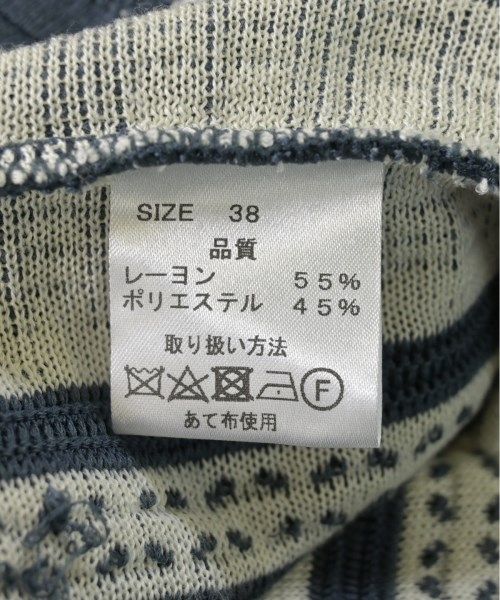 SIZE 38
品質
レーヨン 55%
ポリエステル 45%
取り扱い方法
F
あて布使用